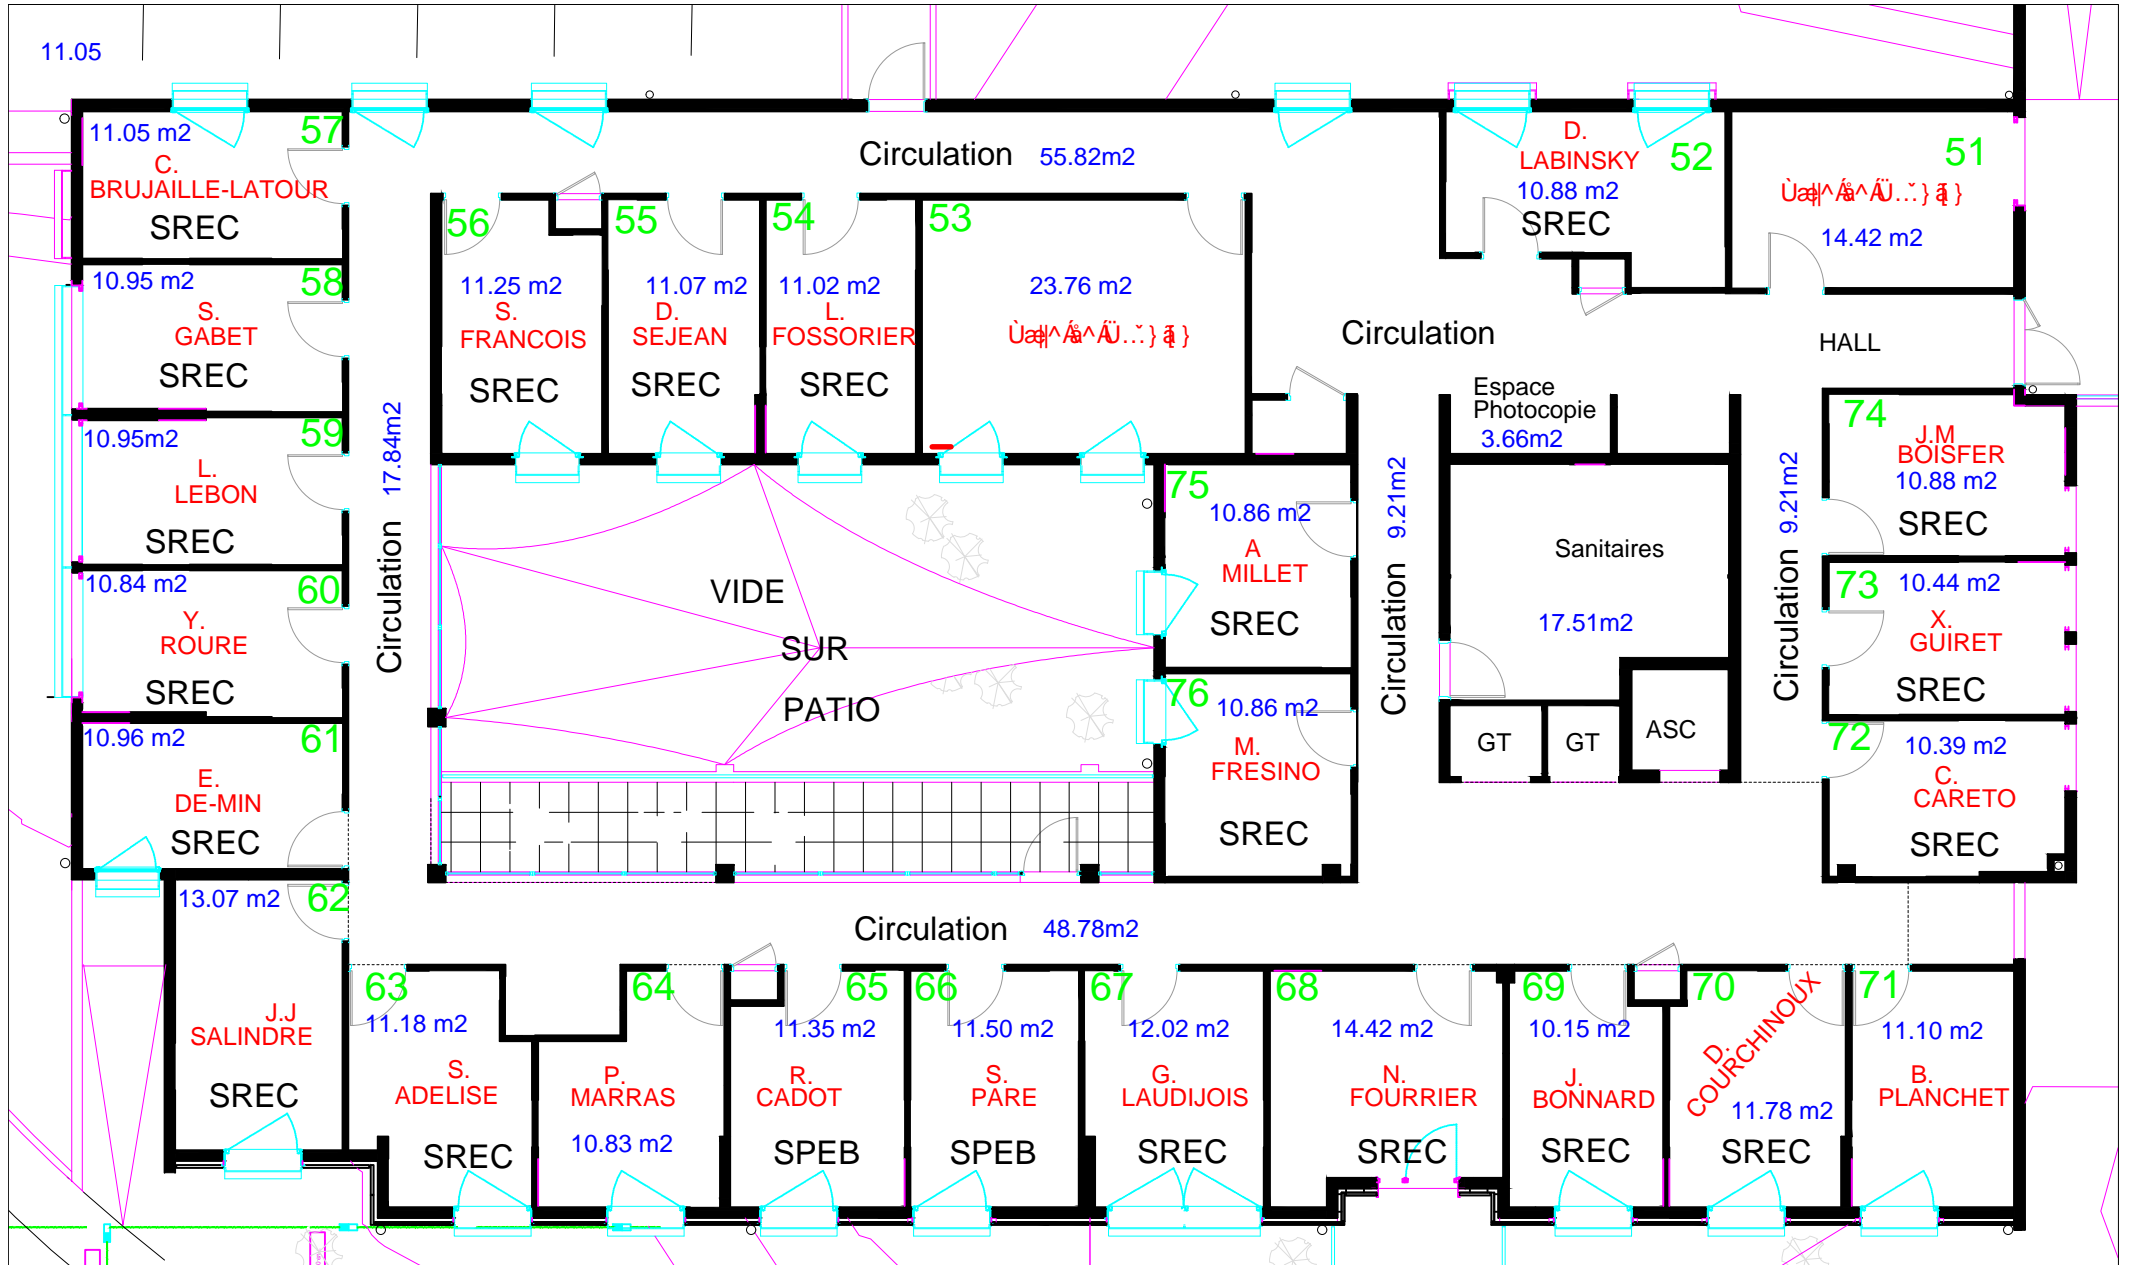 11.05
11.05 m2
57
C.
BRUJAILLE-LATOUR
SREC
Circulation 55.82m2
D.
LABINSKY
52
10.88 m2
SREC
51
14.42 m2
10.95 m2
58
S.
GABET
SREC
56
11.25 m2
S.
FRANCOIS
SREC
55
11.07 m2
D.
SEJEAN
SREC
54
11.02 m2
L.
FOSSORIER
SREC
53
23.76 m2
Circulation
HALL
Espace
Photocopie
3.66m2
10.95m2
59
L.
LEBON
SREC
Circulation 17.84m2
10.84 m2
60
Y.
ROURE
SREC
10.96 m2
61
E.
DE-MIN
SREC
VIDE
SUR
PATIO
75
10.86 m2
A
MILLET
SREC
76
10.86 m2
M.
FRESINO
SREC
Circulation 9.21m2
Sanitaires
17.51m2
GT
GT
ASC
Circulation 9.21m2
74
J.M
BOISFER
10.88 m2
SREC
73
10.44 m2
X.
GUIRET
SREC
72
10.39 m2
C.
CARETO
SREC
13.07 m2
62
J.J
SALINDRE
SREC
Circulation 48.78m2
63
11.18 m2
S.
ADELISE
SREC
64
P.
MARRAS
10.83 m2
65
11.35 m2
R.
CADOT
SPEB
66
11.50 m2
S.
PARE
SPEB
67
12.02 m2
G.
LAUDIJOIS
SREC
68
14.42 m2
N.
FOURRIER
SREC
69
10.15 m2
J.
BONNARD
SREC
70
D.
COURCHINOUX
11.78 m2
SREC
71
11.10 m2
B.
PLANCHET